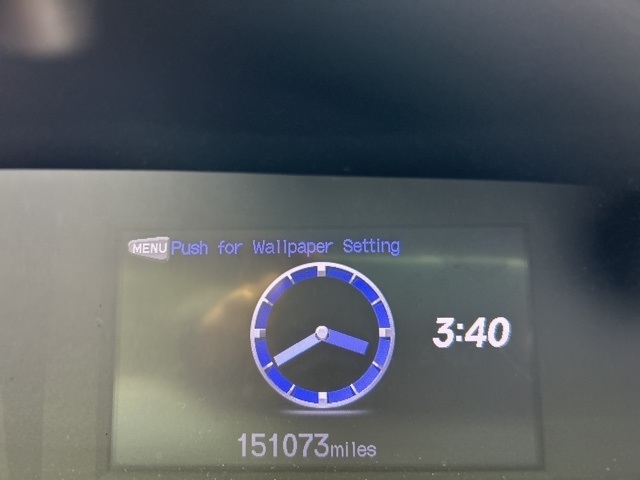 MENU Push for Wallpaper Setting
3:40
151073miles